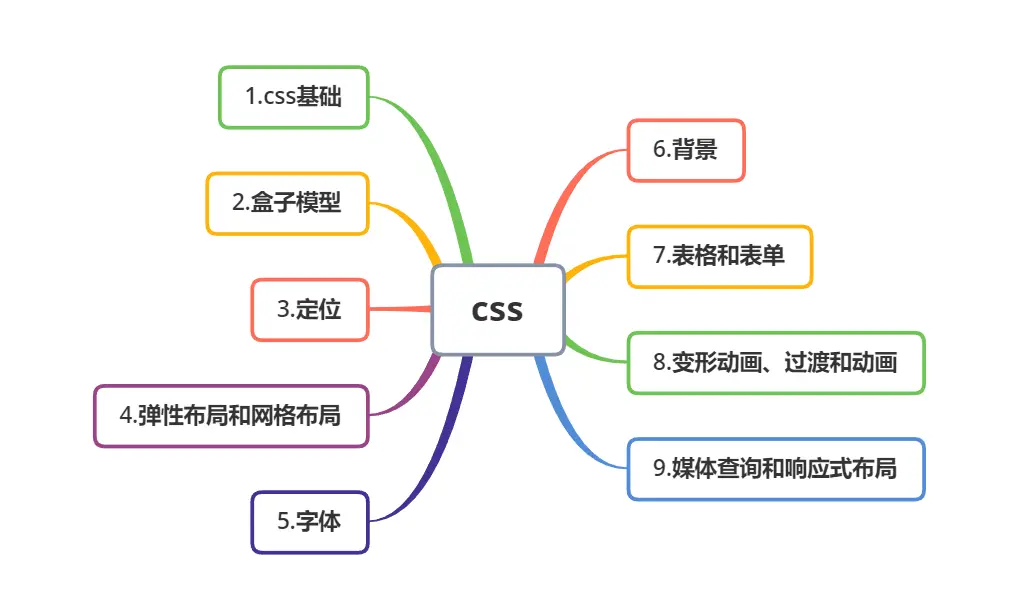 css
1.css基础
2.盒子模型
3.定位
4.弹性布局和网格布局
5.字体
6.背景
7.表格和表单
8.变形动画、过渡和动画
9.媒体查询和响应式布局